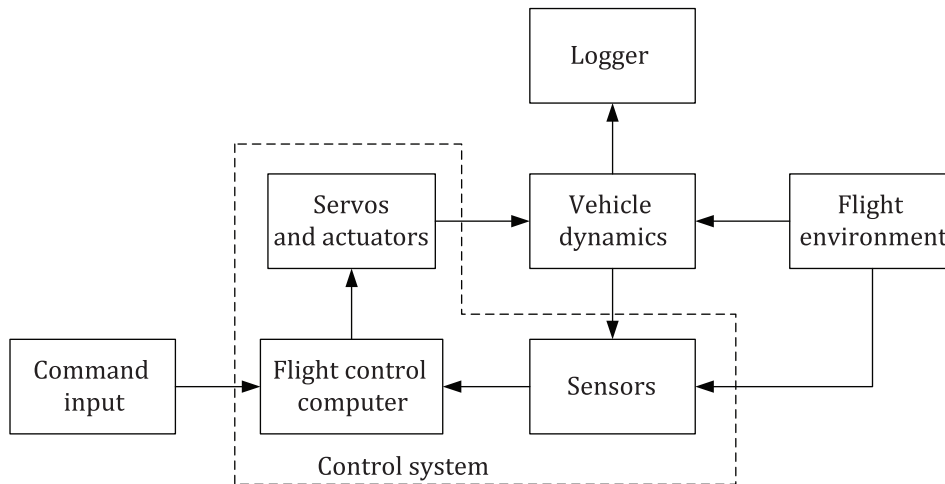 Logger
Servos
and actuators
Vehicle
dynamics
Flight
environment
Command
input
Flight control
computer
Sensors
Control system